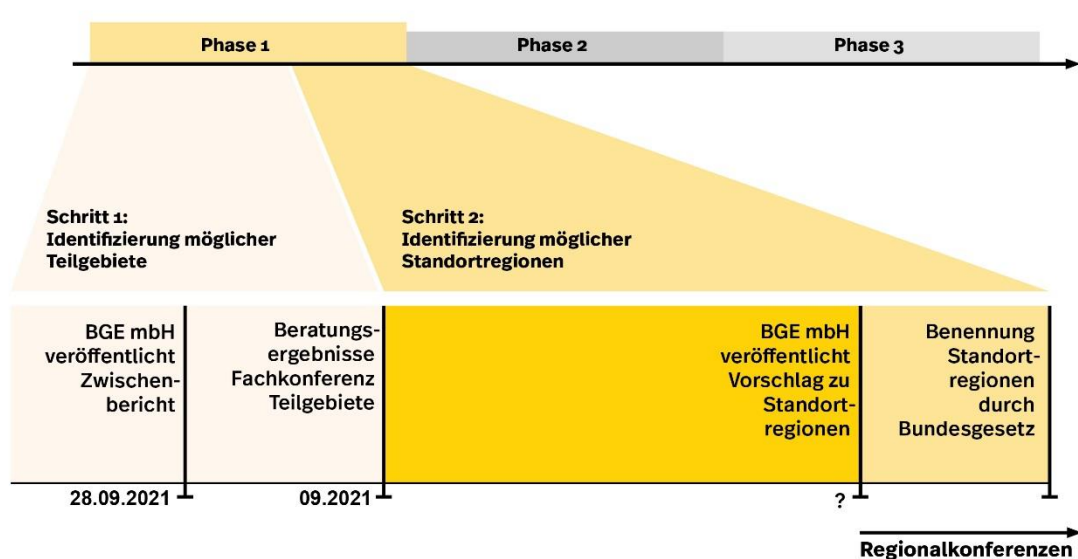 Phase 1
Phase 2
Phase 3
Schritt 1:
Identifizierung möglicher
Teilgebiete
Schritt 2:
Identifizierung möglicher
Standortregionen
BGE mbH
veröffentlicht
Zwischen-
bericht
Beratungs-
ergebnisse
Fachkonferenz
Teilgebiete
BGE mbH
veröffentlicht
Vorschlag zu
Standort-
regionen
Benennung
Standort-
regionen
durch
Bundesgesetz
28.09.2021
09.2021
?
Regionalkonferenzen